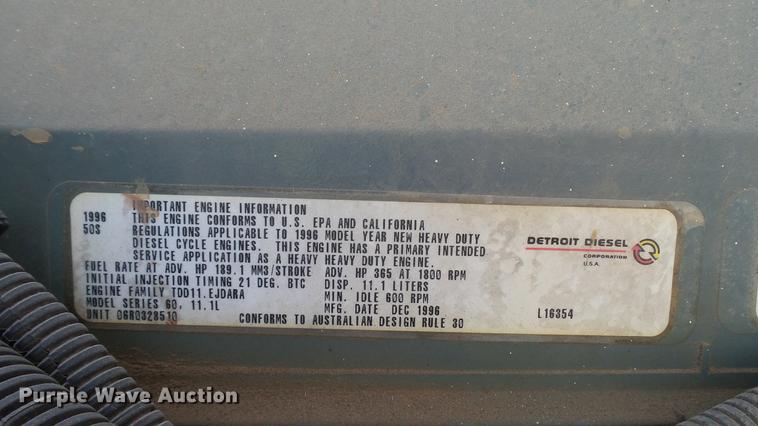 IMPORTANT ENGINE INFORMATION
1996 THIS ENGINE CONFORMS TO U.S. EPA AND CALIFORNIA
50S REGULATIONS APPLICABLE TO 1996 MODEL YEAR NEW HEAVY DUTY
DIESEL CYCLE ENGINES. THIS ENGINE HAS A PRIMARY INTENDED
SERVICE APPLICATION AS A HEAVY HEAVY DUTY ENGINE.
FUEL RATE AT ADV. HP 189.1 MM3/STROKE ADV. HP 365 AT 1800 RPM
INITIAL INJECTION TIMING 21 DEG. BTC DISP. 11.1 LITERS
ENGINE FAMILY TDD11.EJDARA MIN. IDLE 600 RPM
MODEL SERIES 60, 11.1L MFG. DATE DEC 1996
UNIT 06R0323510 CONFORMS TO AUSTRALIAN DESIGN RULE 30
L16354
DETROIT DIESEL
CORPORATION
U.S.A.
Purple Wave Auction